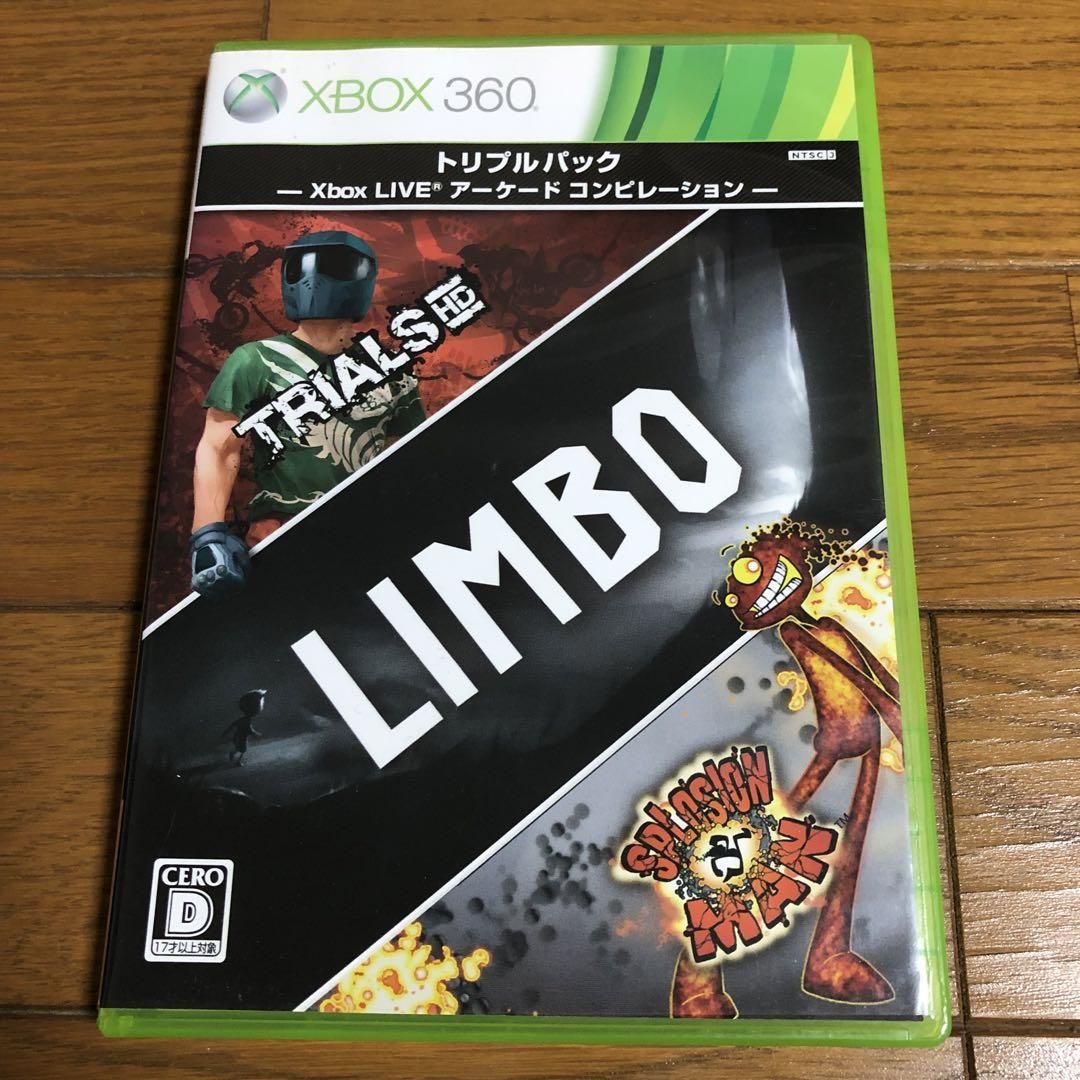 XBOX 360®
トリプルパック
NTSC J
— Xbox LIVE® アーケード コンピレーション —
TRIALS HD
LIMBO
SPLOSION
MAN™
CERO
D
17才以上対象